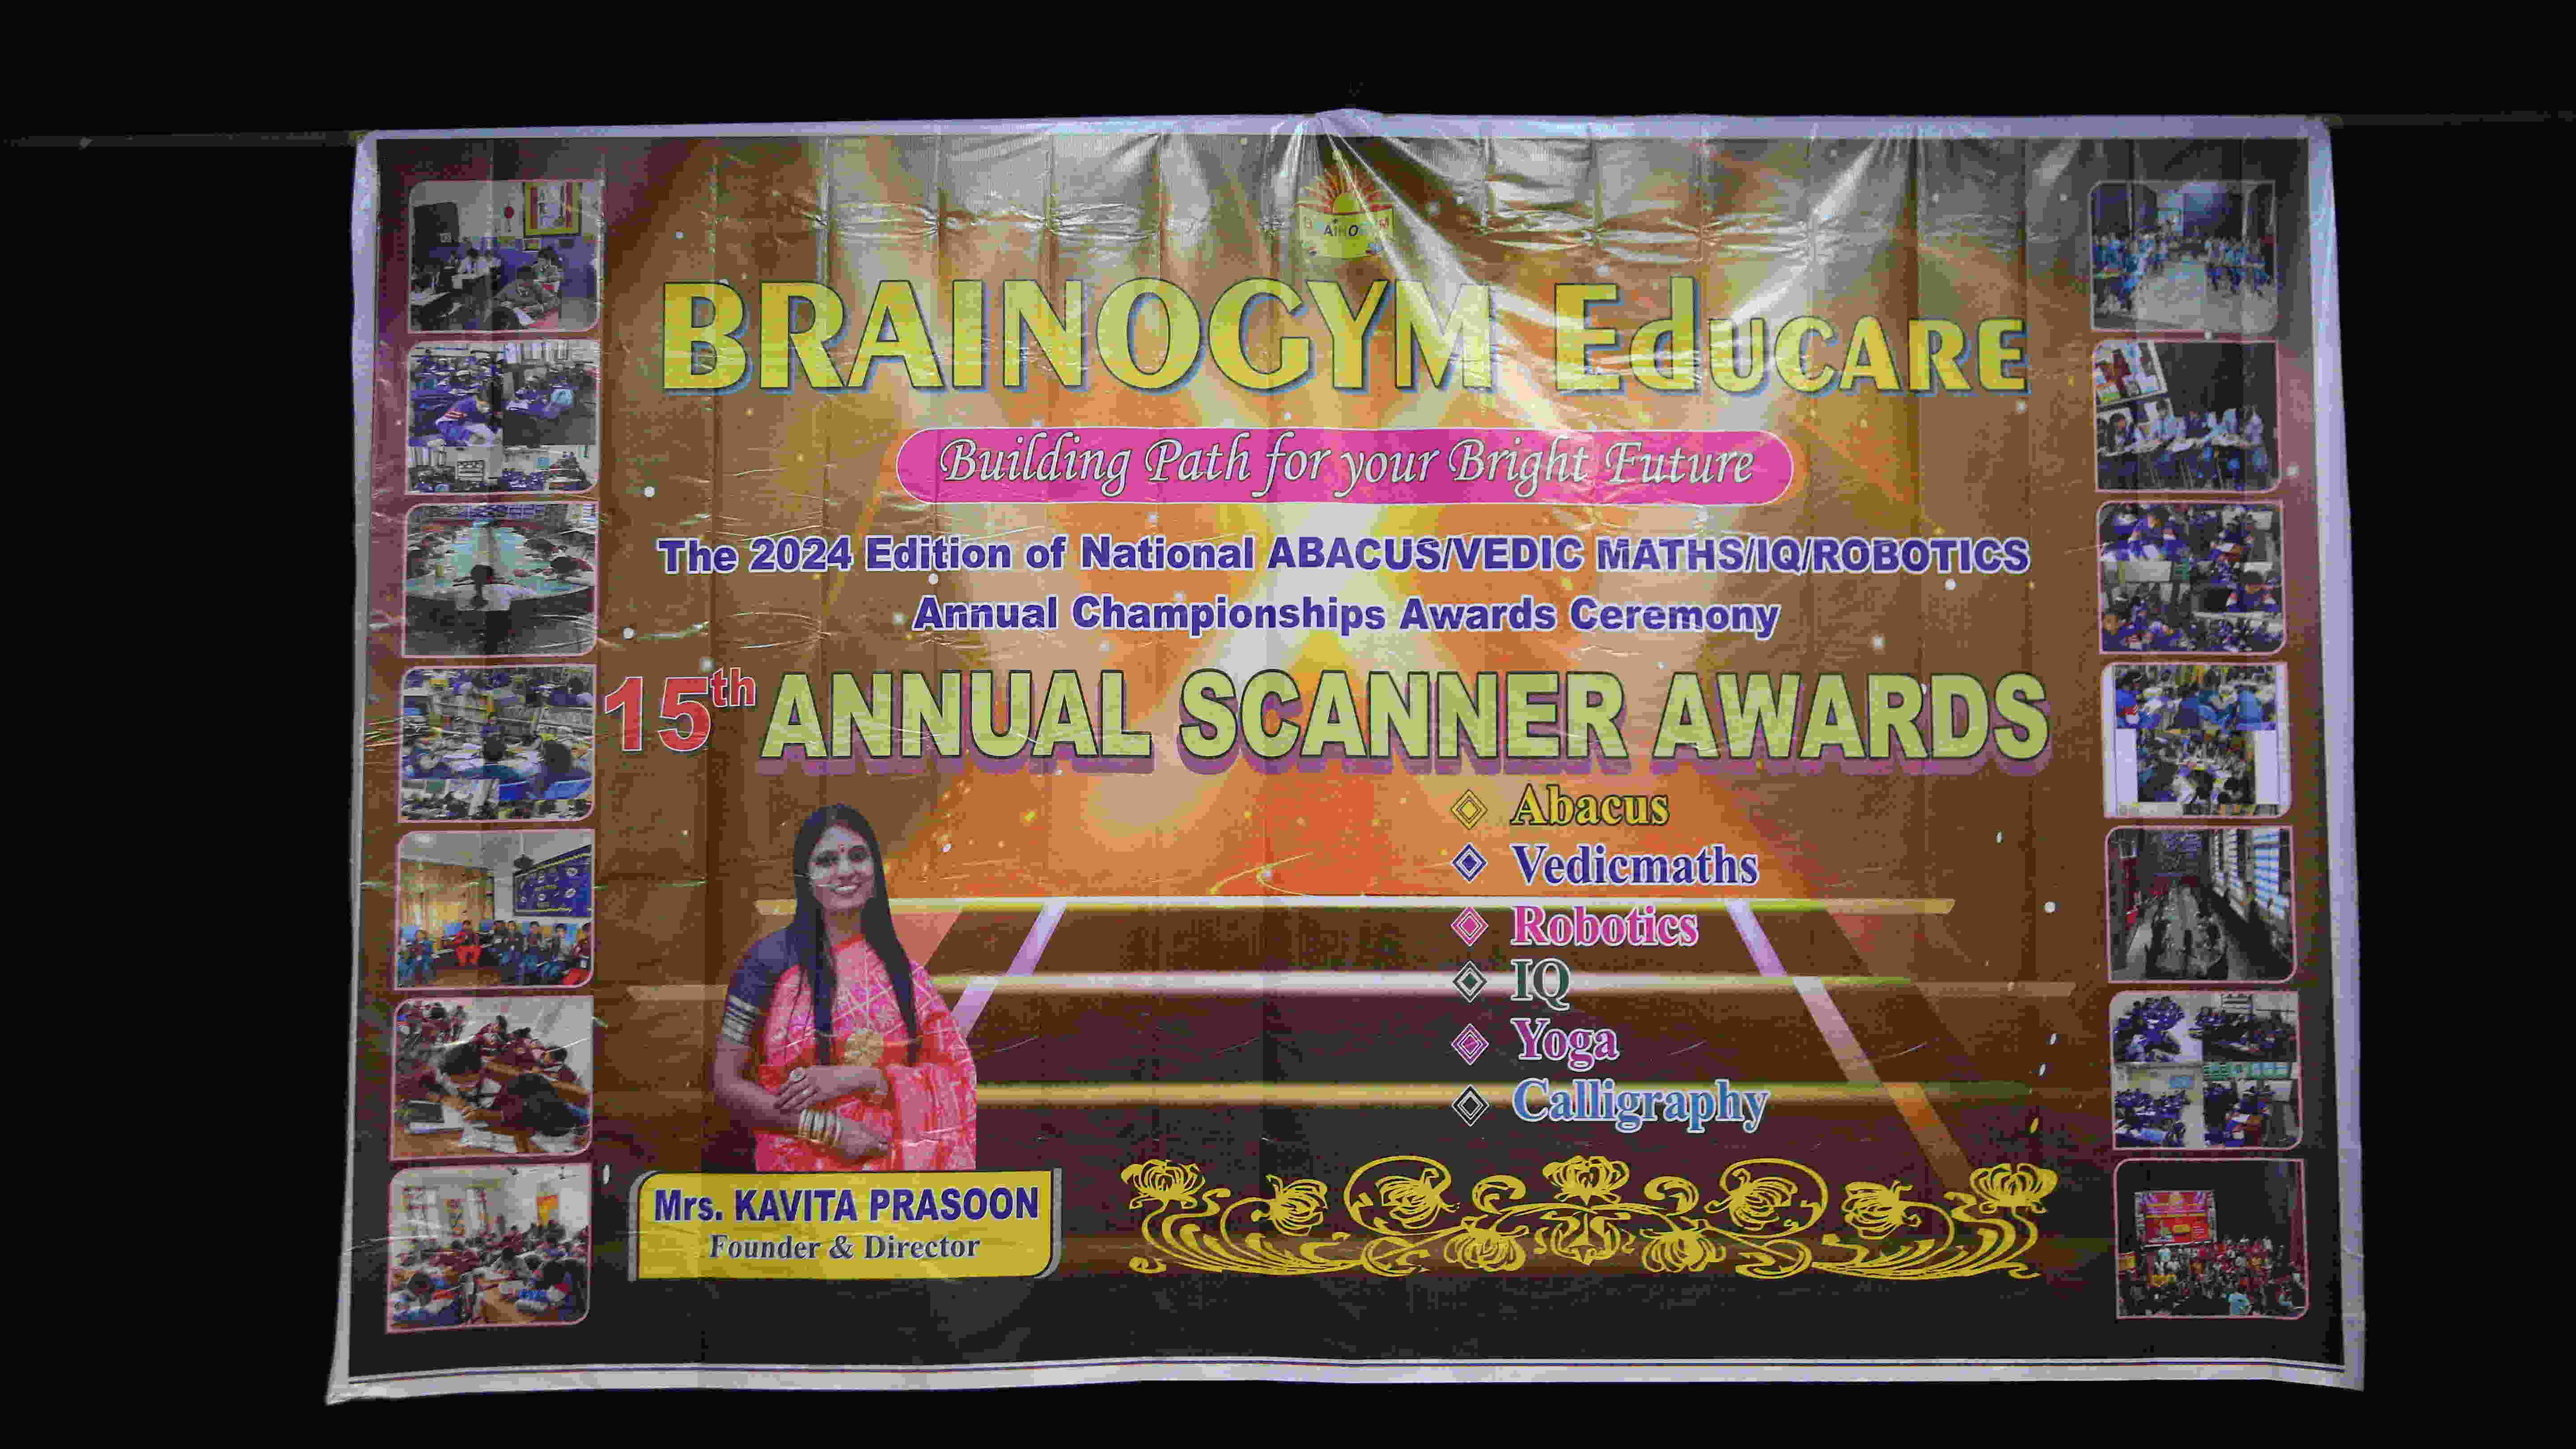 BRAINOGYM EdUCARE
Building Path for your Bright Future
The 2024 Edition of National ABACUS/VEDIC MATHS/IQ/ROBOTICS
Annual Championships Awards Ceremony
15th ANNUAL SCANNER AWARDS
Abacus
Vedicmaths
Robotics
IQ
Yoga
Calligraphy
Mrs. KAVITA PRASOON
Founder & Director